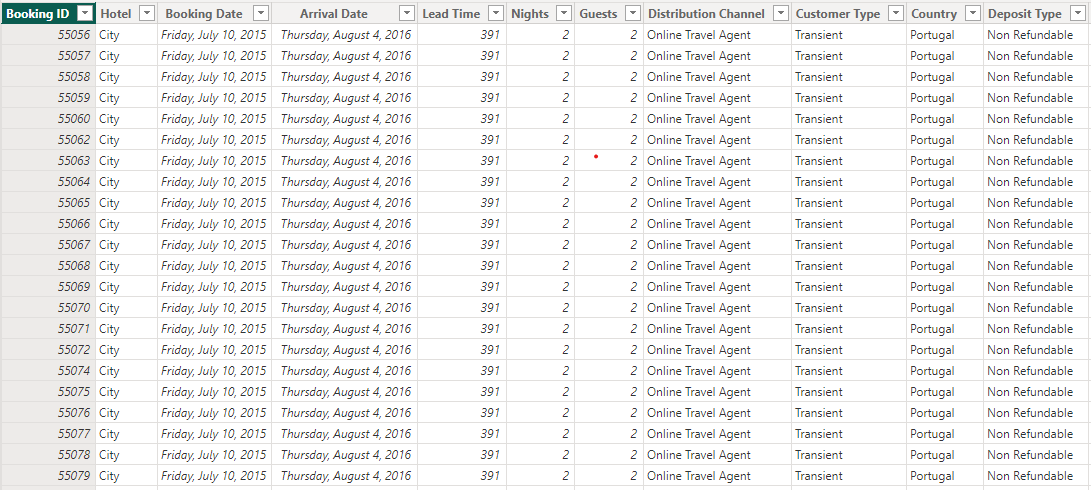 Booking ID Hotel Booking Date Arrival Date Lead Time Nights Guests Distribution Channel Customer Type Country Deposit Type
55056 City Friday, July 10, 2015 Thursday, August 4, 2016 391 2 2 Online Travel Agent Transient Portugal Non Refundable
55057 City Friday, July 10, 2015 Thursday, August 4, 2016 391 2 2 Online Travel Agent Transient Portugal Non Refundable
55058 City Friday, July 10, 2015 Thursday, August 4, 2016 391 2 2 Online Travel Agent Transient Portugal Non Refundable
55059 City Friday, July 10, 2015 Thursday, August 4, 2016 391 2 2 Online Travel Agent Transient Portugal Non Refundable
55060 City Friday, July 10, 2015 Thursday, August 4, 2016 391 2 2 Online Travel Agent Transient Portugal Non Refundable
55062 City Friday, July 10, 2015 Thursday, August 4, 2016 391 2 2 Online Travel Agent Transient Portugal Non Refundable
55063 City Friday, July 10, 2015 Thursday, August 4, 2016 391 2 2 Online Travel Agent Transient Portugal Non Refundable
55064 City Friday, July 10, 2015 Thursday, August 4, 2016 391 2 2 Online Travel Agent Transient Portugal Non Refundable
55065 City Friday, July 10, 2015 Thursday, August 4, 2016 391 2 2 Online Travel Agent Transient Portugal Non Refundable
55066 City Friday, July 10, 2015 Thursday, August 4, 2016 391 2 2 Online Travel Agent Transient Portugal Non Refundable
55067 City Friday, July 10, 2015 Thursday, August 4, 2016 391 2 2 Online Travel Agent Transient Portugal Non Refundable
55068 City Friday, July 10, 2015 Thursday, August 4, 2016 391 2 2 Online Travel Agent Transient Portugal Non Refundable
55069 City Friday, July 10, 2015 Thursday, August 4, 2016 391 2 2 Online Travel Agent Transient Portugal Non Refundable
55070 City Friday, July 10, 2015 Thursday, August 4, 2016 391 2 2 Online Travel Agent Transient Portugal Non Refundable
55071 City Friday, July 10, 2015 Thursday, August 4, 2016 391 2 2 Online Travel Agent Transient Portugal Non Refundable
55072 City Friday, July 10, 2015 Thursday, August 4, 2016 391 2 2 Online Travel Agent Transient Portugal Non Refundable
55074 City Friday, July 10, 2015 Thursday, August 4, 2016 391 2 2 Online Travel Agent Transient Portugal Non Refundable
55075 City Friday, July 10, 2015 Thursday, August 4, 2016 391 2 2 Online Travel Agent Transient Portugal Non Refundable
55076 City Friday, July 10, 2015 Thursday, August 4, 2016 391 2 2 Online Travel Agent Transient Portugal Non Refundable
55077 City Friday, July 10, 2015 Thursday, August 4, 2016 391 2 2 Online Travel Agent Transient Portugal Non Refundable
55078 City Friday, July 10, 2015 Thursday, August 4, 2016 391 2 2 Online Travel Agent Transient Portugal Non Refundable
55079 City Friday, July 10, 2015 Thursday, August 4, 2016 391 2 2 Online Travel Agent Transient Portugal Non Refundable